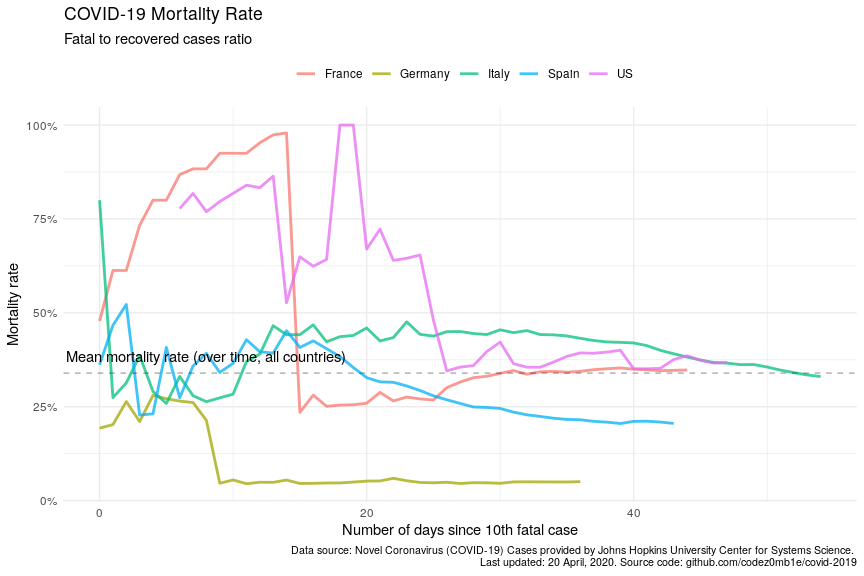 COVID-19 Mortality Rate
Fatal to recovered cases ratio
France Germany Italy Spain US
100%
75%
50%
25%
0%
Mortality rate
Mean mortality rate (over time, all countries)
0 20 40
Number of days since 10th fatal case
Data source: Novel Coronavirus (COVID-19) Cases provided by Johns Hopkins University Center for Systems Science.
Last updated: 20 April, 2020. Source code: github.com/codez0mb1e/covid-2019